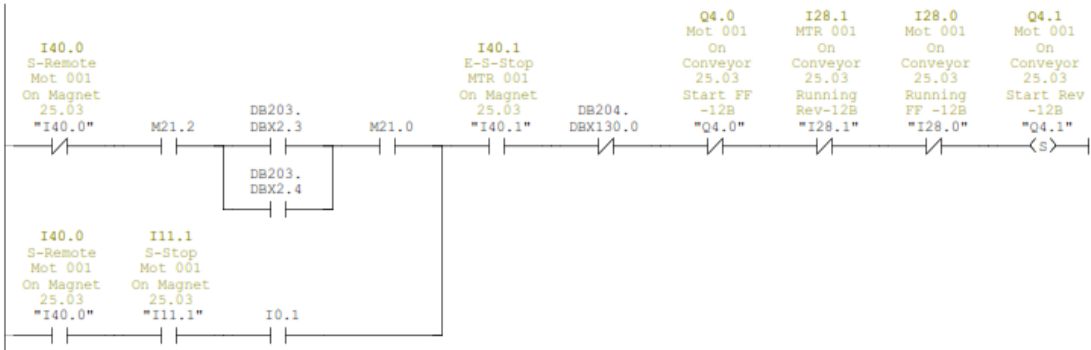 Q4.0 I28.1 I28.0 Q4.1
Mot 001 MTR 001 Mot 001 Mot 001
I40.0 I40.1 On On On On
S-Remote E-S-Stop Conveyor Conveyor Conveyor Conveyor
Mot 001 MTR 001 25.03 25.03 25.03 25.03
On Magnet On Magnet Start FF Running Running Start Rev
25.03 DB203. 25.03 DB204. -12B Rev-12B FF -12B -12B
"I40.0" M21.2 DBX2.3 M21.0 "I40.1" DBX130.0 "Q4.0" "I28.1" "I28.0" "Q4.1"
S
DB203.
DBX2.4
I40.0 I11.1
S-Remote S-Stop
Mot 001 Mot 001
On Magnet On Magnet
25.03 25.03
"I40.0" "I11.1" I0.1